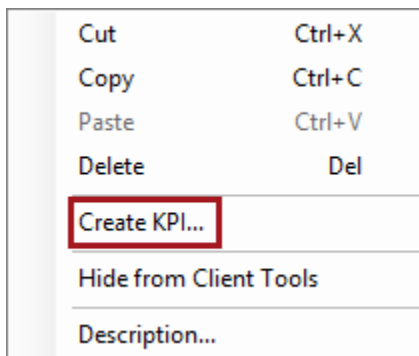 Cut Ctrl+X
Copy Ctrl+C
Paste Ctrl+V
Delete Del
Create KPI...
Hide from Client Tools
Description...